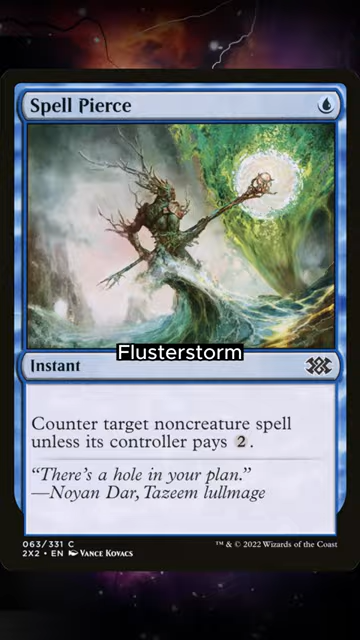 Spell Pierce
Flusterstorm
Instant
Counter target noncreature spell
unless its controller pays 2.
“There’s a hole in your plan.”
—Noyan Dar, Tazeem lullmage
063/331 C
2X2 • EN Vance Kovacs
™ & © 2022 Wizards of the Coast